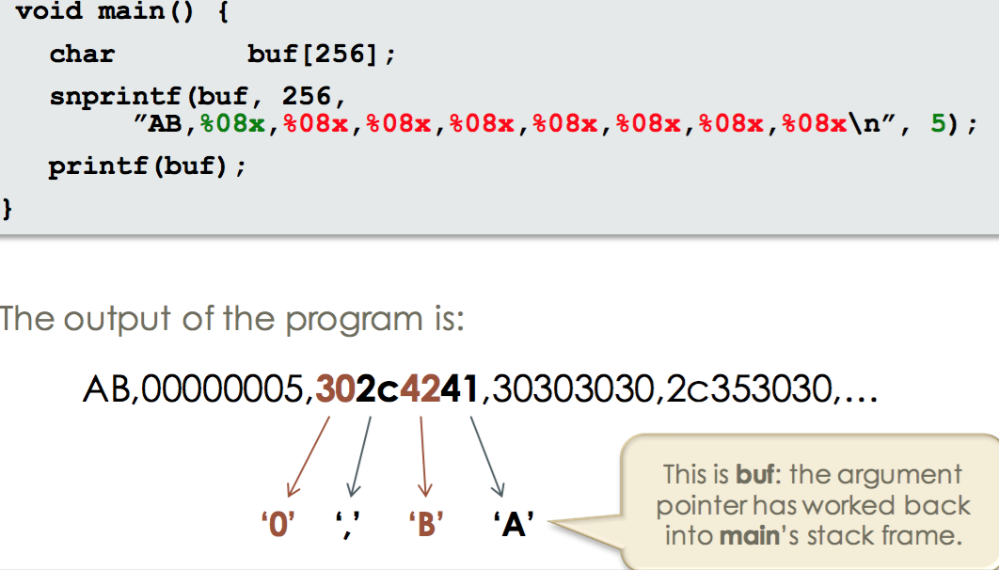 void main() {
char buf[256];
snprintf(buf, 256,
”AB,%08x,%08x,%08x,%08x,%08x,%08x,%08x,%08x\n”, 5);
printf(buf);
}
The output of the program is:
AB,00000005,302c4241,30303030,2c353030,…
‘0’ ‘,’ ‘B’ ‘A’
This is buf: the argument
pointer has worked back
into main’s stack frame.